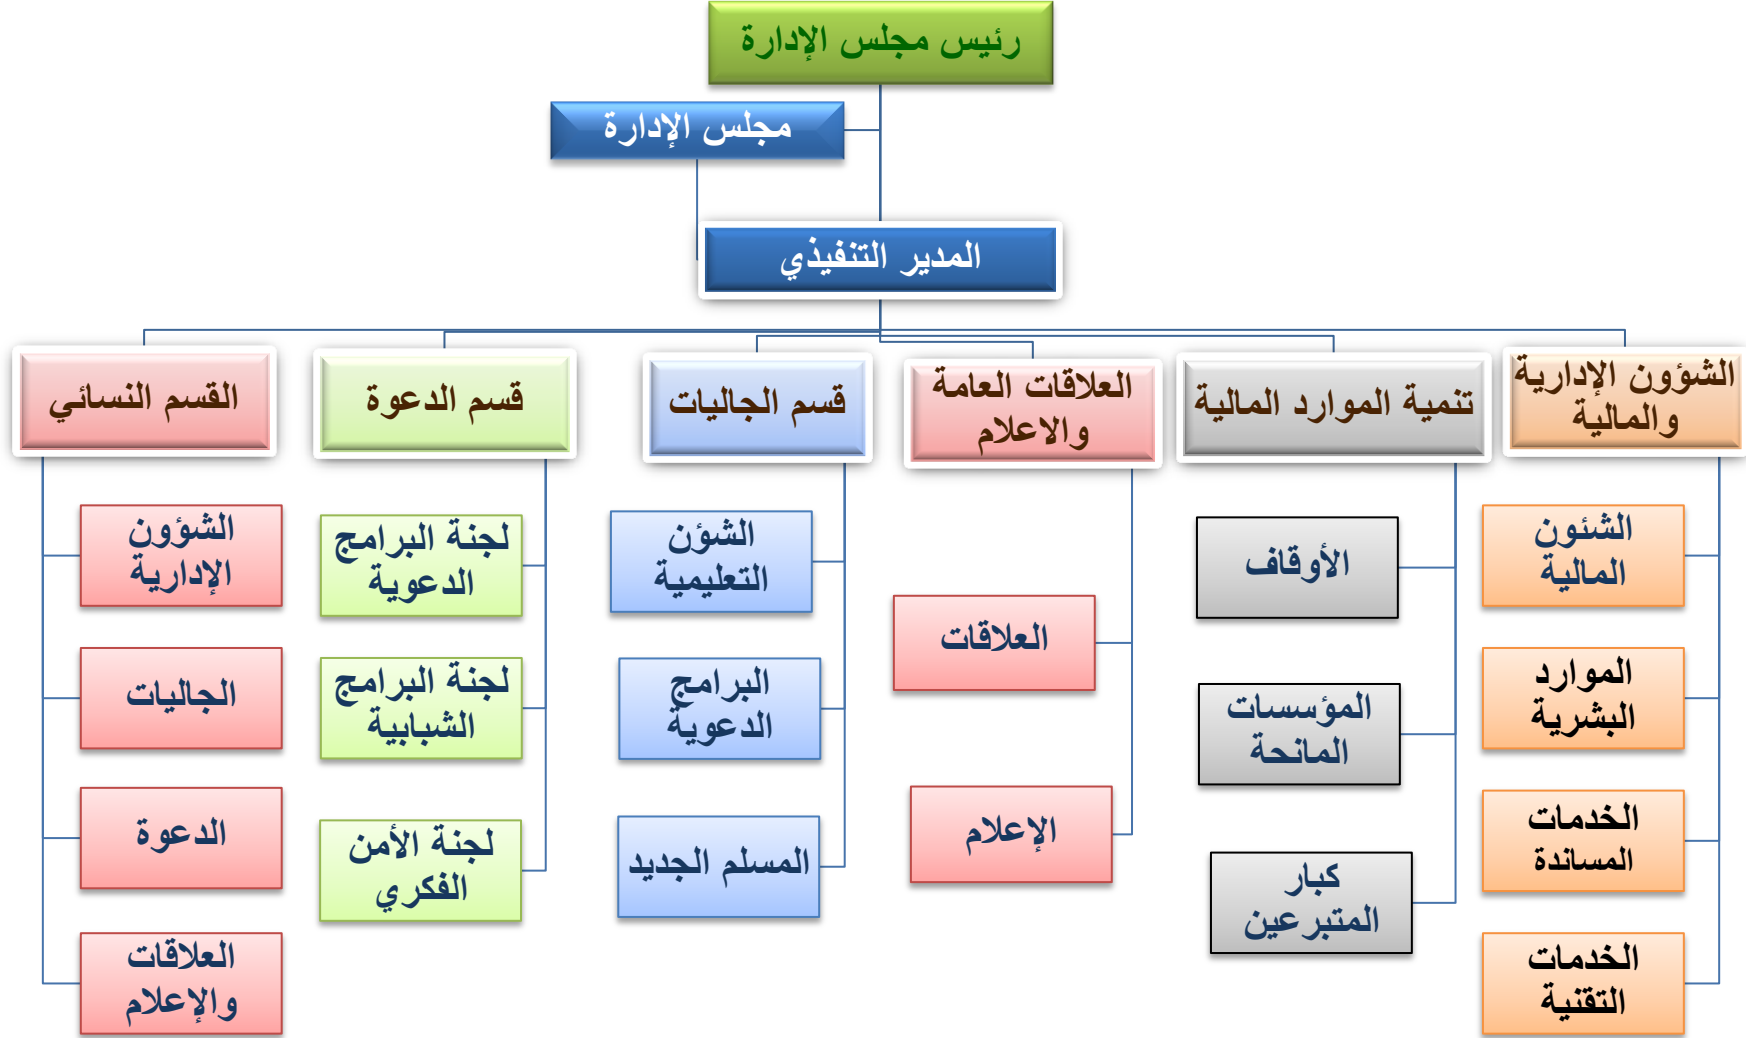 رئيس مجلس الإدارة
مجلس الإدارة
المدير التنفيذي
الشؤون الإدارية
والمالية
تنمية الموارد المالية
العلاقات العامة
والاعلام
قسم الجاليات
قسم الدعوة
القسم النسائي
الشئون
المالية
الموارد
البشرية
الخدمات
المساندة
الخدمات
التقنية
الأوقاف
المؤسسات
المانحة
كبار
المتبرعين
العلاقات
الإعلام
الشؤن
التعليمية
البرامج
الدعوية
المسلم الجديد
لجنة البرامج
الدعوية
لجنة البرامج
الشبابية
لجنة الأمن
الفكري
الشؤون
الإدارية
الجاليات
الدعوة
العلاقات
والإعلام